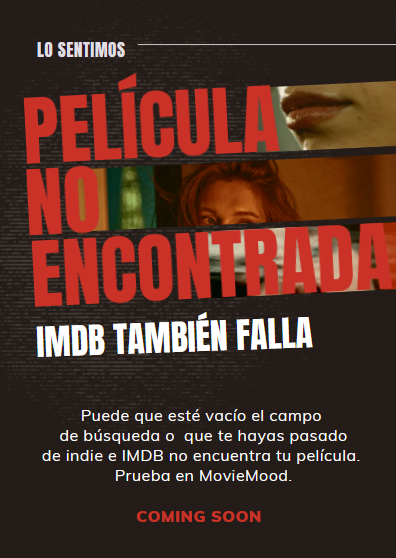 LO SENTIMOS
PELÍCULA
NO
ENCONTRADA
IMDB TAMBIÉN FALLA
Puede que esté vacío el campo
de búsqueda o que te hayas pasado
de indie e IMDB no encuentra tu película.
Prueba en MovieMood.
COMING SOON